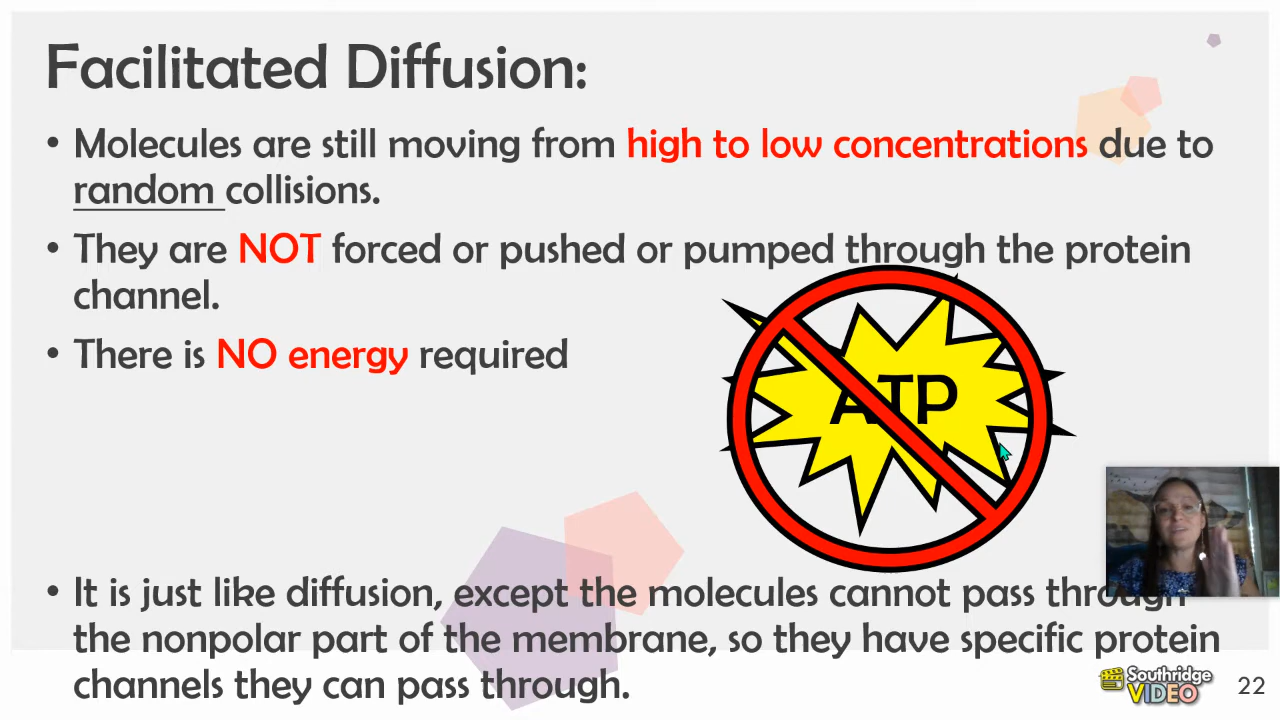 Facilitated Diffusion:
• Molecules are still moving from high to low concentrations due to
random collisions.
• They are NOT forced or pushed or pumped through the protein
channel.
• There is NO energy required
ATP
• It is just like diffusion, except the molecules cannot pass through
the nonpolar part of the membrane, so they have specific protein
channels they can pass through.
Southridge
VIDEO
22